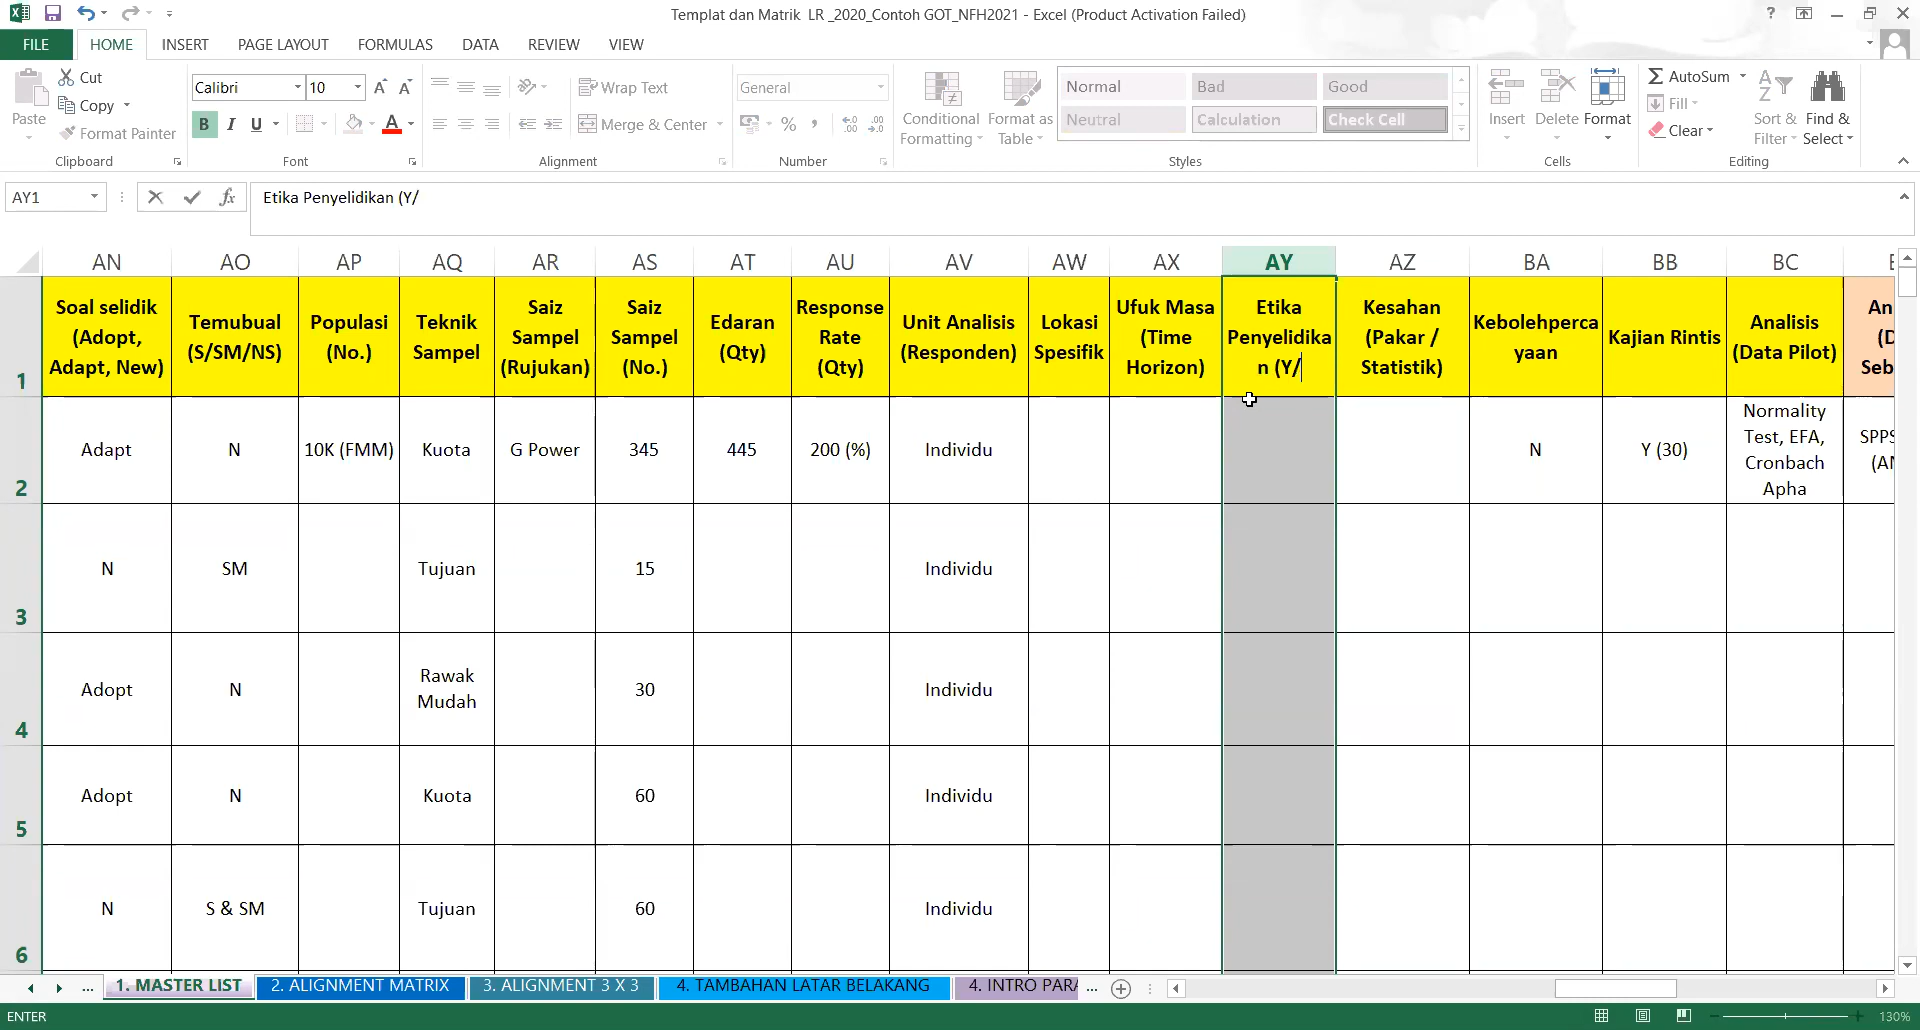 Templat dan Matrik LR _2020_Contoh GOT_NFH2021 - Excel (Product Activation Failed)
FILE HOME INSERT PAGE LAYOUT FORMULAS DATA REVIEW VIEW
Paste
Cut
Copy
Format Painter
Clipboard
Calibri 10
B I U
Font
Wrap Text
Merge & Center
Alignment
General
%
Number
Conditional Formatting
Format as Table
Normal Bad Good
Neutral Calculation Check Cell
Styles
Insert Delete Format
Cells
AutoSum
Fill
Clear
Sort & Filter
Find & Select
Editing
AY1
Etika Penyelidikan (Y/
AN AO AP AQ AR AS AT AU AV AW AX AY AZ BA BB BC
1
Soal selidik
(Adopt,
Adapt, New)
Temubual
(S/SM/NS)
Populasi
(No.)
Teknik
Sampel
Saiz
Sampel
(Rujukan)
Saiz
Sampel
(No.)
Edaran
(Qty)
Response
Rate
(Qty)
Unit Analisis
(Responden)
Lokasi
Spesifik
Ufuk Masa
(Time
Horizon)
Etika
Penyelidika
n (Y/
Kesahan
(Pakar /
Statistik)
Kebolehperca
yaan
Kajian Rintis
Analisis
(Data Pilot)
2
Adapt N 10K (FMM) Kuota G Power 345 445 200 (%) Individu N Y (30)
Normality
Test, EFA,
Cronbach
Apha
3
N SM Tujuan 15 Individu
4
Adopt N
Rawak
Mudah
30 Individu
5
Adopt N Kuota 60 Individu
6
N S & SM Tujuan 60 Individu
... 1. MASTER LIST 2. ALIGNMENT MATRIX 3. ALIGNMENT 3 X 3 4. TAMBAHAN LATAR BELAKANG 4. INTRO PARA ...
ENTER 130%